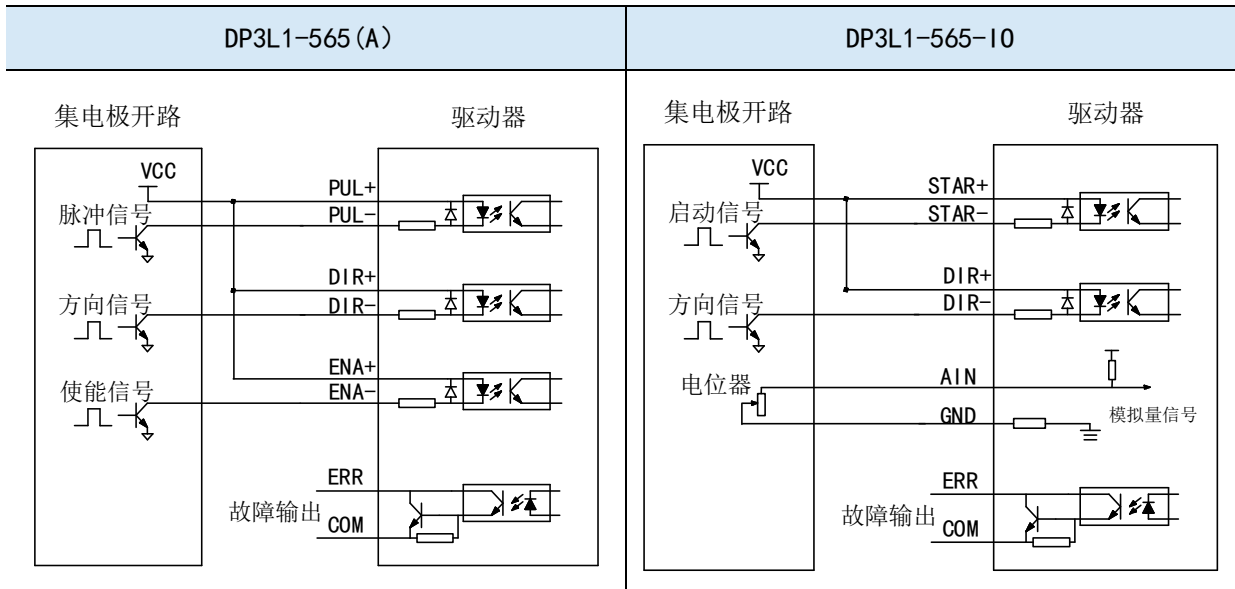 DP3L1-565(A)
DP3L1-565-IO
集电极开路
驱动器
VCC
PUL+
脉冲信号
PUL-
DIR+
方向信号
DIR-
ENA+
使能信号
ENA-
ERR
故障输出
COM
集电极开路
驱动器
VCC
STAR+
启动信号
STAR-
DIR+
方向信号
DIR-
电位器
AIN
GND
模拟量信号
ERR
故障输出
COM